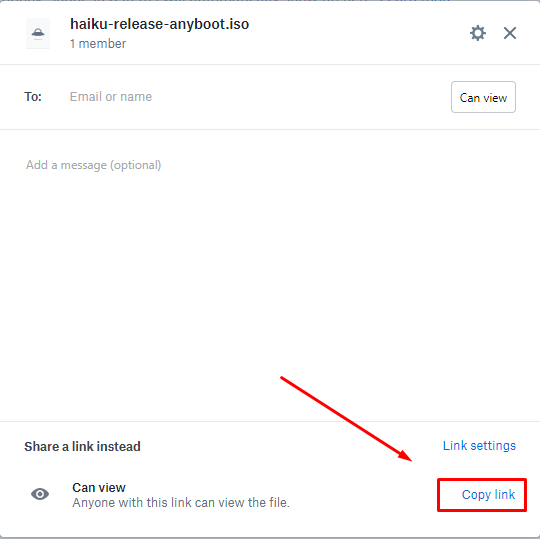 haiku-release-anyboot.iso
1 member
To: Email or name Can view
Add a message (optional)
Share a link instead Link settings
Can view
Anyone with this link can view the file.
Copy link